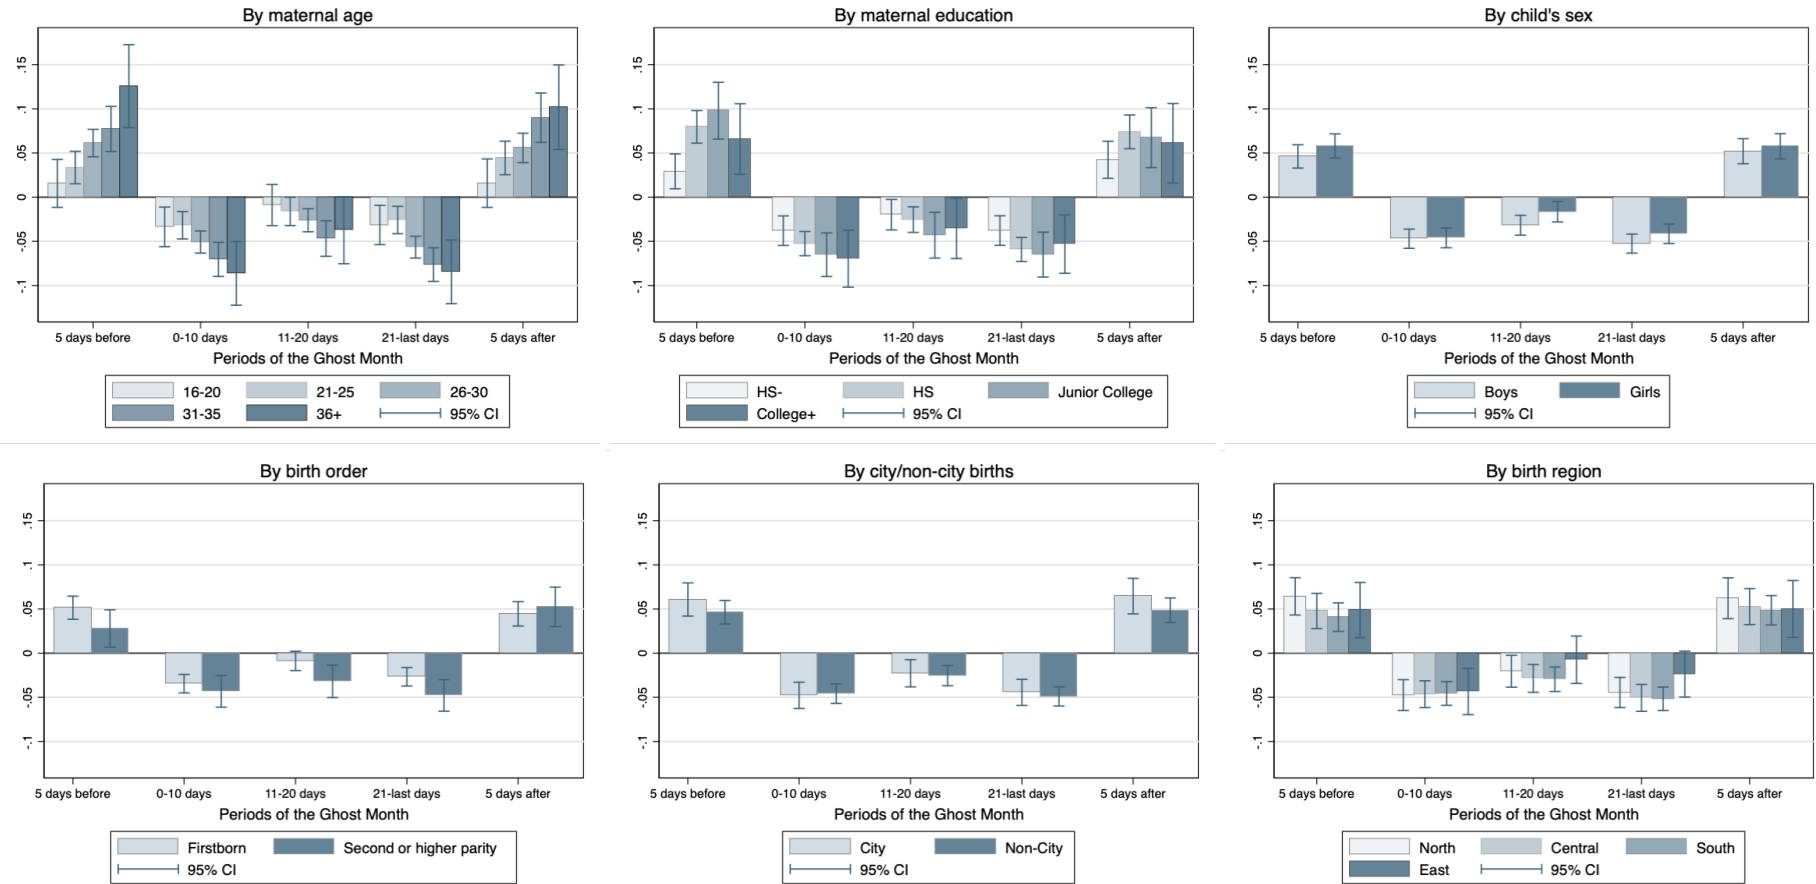 By maternal age
.15
.1
.05
0
-.05
-.1
5 days before 0-10 days 11-20 days 21-last days 5 days after
Periods of the Ghost Month
16-20 21-25 26-30
31-35 36+ 95% CI
By maternal education
.15
.1
.05
0
-.05
-.1
5 days before 0-10 days 11-20 days 21-last days 5 days after
Periods of the Ghost Month
HS- HS Junior College
College+ 95% CI
By child's sex
.15
.1
.05
0
-.05
-.1
5 days before 0-10 days 11-20 days 21-last days 5 days after
Periods of the Ghost Month
Boys Girls
95% CI
By birth order
.15
.1
.05
0
-.05
-.1
5 days before 0-10 days 11-20 days 21-last days 5 days after
Periods of the Ghost Month
Firstborn Second or higher parity
95% CI
By city/non-city births
.15
.1
.05
0
-.05
-.1
5 days before 0-10 days 11-20 days 21-last days 5 days after
Periods of the Ghost Month
City Non-City
95% CI
By birth region
.15
.1
.05
0
-.05
-.1
5 days before 0-10 days 11-20 days 21-last days 5 days after
Periods of the Ghost Month
North Central South
East 95% CI